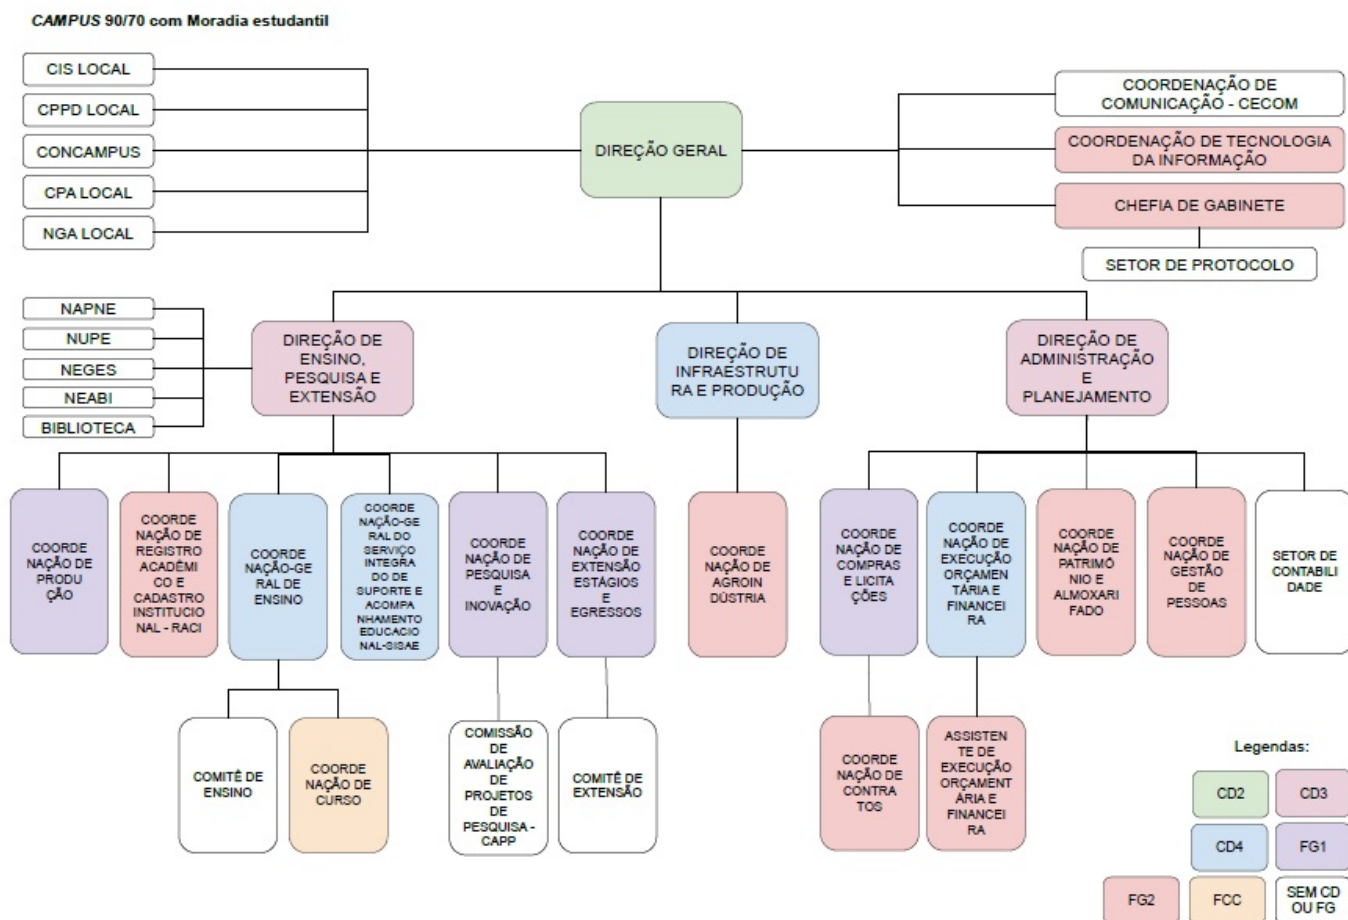 CAMPUS 90/70 com Moradia estudantil
CIS LOCAL
CPPD LOCAL
CONCAMPUS
CPA LOCAL
NGA LOCAL
DIREÇÃO GERAL
COORDENAÇÃO DE
COMUNICAÇÃO - CECOM
COORDENAÇÃO DE TECNOLOGIA
DA INFORMAÇÃO
CHEFIA DE GABINETE
SETOR DE PROTOCOLO
NAPNE
NUPE
NEGES
NEABI
BIBLIOTECA
DIREÇÃO DE
ENSINO,
PESQUISA E
EXTENSÃO
DIREÇÃO DE
INFRAESTRUTU
RA E PRODUÇÃO
DIREÇÃO DE
ADMINISTRAÇÃO
E
PLANEJAMENTO
COORDE
NAÇÃO DE
PRODU
ÇÃO
COORDE
NAÇÃO DE
REGISTRO
ACADÊMI
CO E
CADASTRO
INSTITUCIO
NAL - RACI
COORDE
NAÇÃO-GE
RAL DE
ENSINO
COORDE
NAÇÃO-GE
RAL DO
SERVIÇO
INTEGRA
DO DE
SUPORTE E
ACOMPA
NHAMENTO
EDUCACIO
NAL-SISAE
COORDE
NAÇÃO DE
PESQUISA
E
INOVAÇÃO
COORDE
NAÇÃO DE
EXTENSÃO
ESTÁGIOS
E
EGRESSOS
COORDE
NAÇÃO DE
AGROIN
DÚSTRIA
COORDE
NAÇÃO DE
COMPRAS
E LICITA
ÇÕES
COORDE
NAÇÃO DE
EXECUÇÃO
ORÇAMEN
TÁRIA E
FINANCEI
RA
COORDE
NAÇÃO DE
PATRIMÔ
NIO E
ALMOXARI
FADO
COORDE
NAÇÃO DE
GESTÃO
DE
PESSOAS
SETOR DE
CONTABILI
DADE
COMITÊ DE
ENSINO
COORDE
NAÇÃO DE
CURSO
COMISSÃO
DE
AVALIAÇÃO
DE
PROJETOS
DE
PESQUISA -
CAPP
COMITÊ DE
EXTENSÃO
COORDE
NAÇÃO DE
CONTRA
TOS
ASSISTEN
TE DE
EXECUÇÃO
ORÇAMENT
ÁRIA E
FINANCEI
RA
Legendas:
CD2
CD3
CD4
FG1
FG2
FCC
SEM CD
OU FG